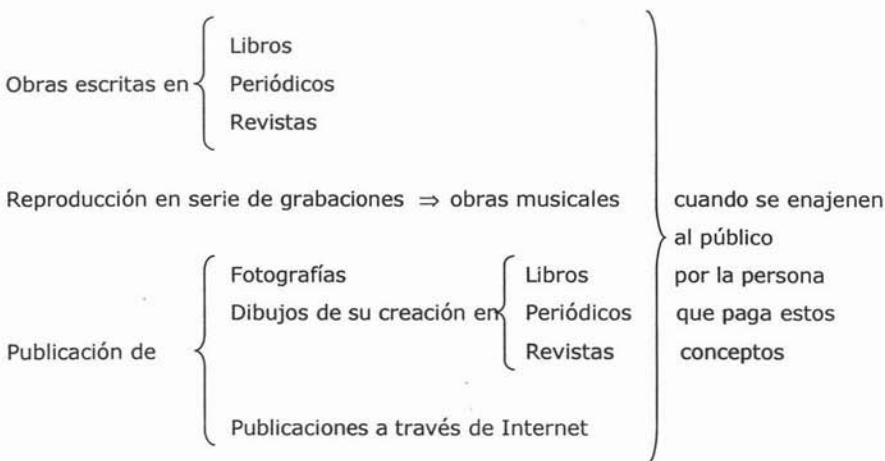 Libros
Obras escritas en Periódicos
Revistas
Reproducción en serie de grabaciones ⇒ obras musicales
cuando se enajenen
al público
por la persona
que paga estos
conceptos
Fotografías
Dibujos de su creación en
Libros
Periódicos
Revistas
Publicación de
Publicaciones a través de Internet